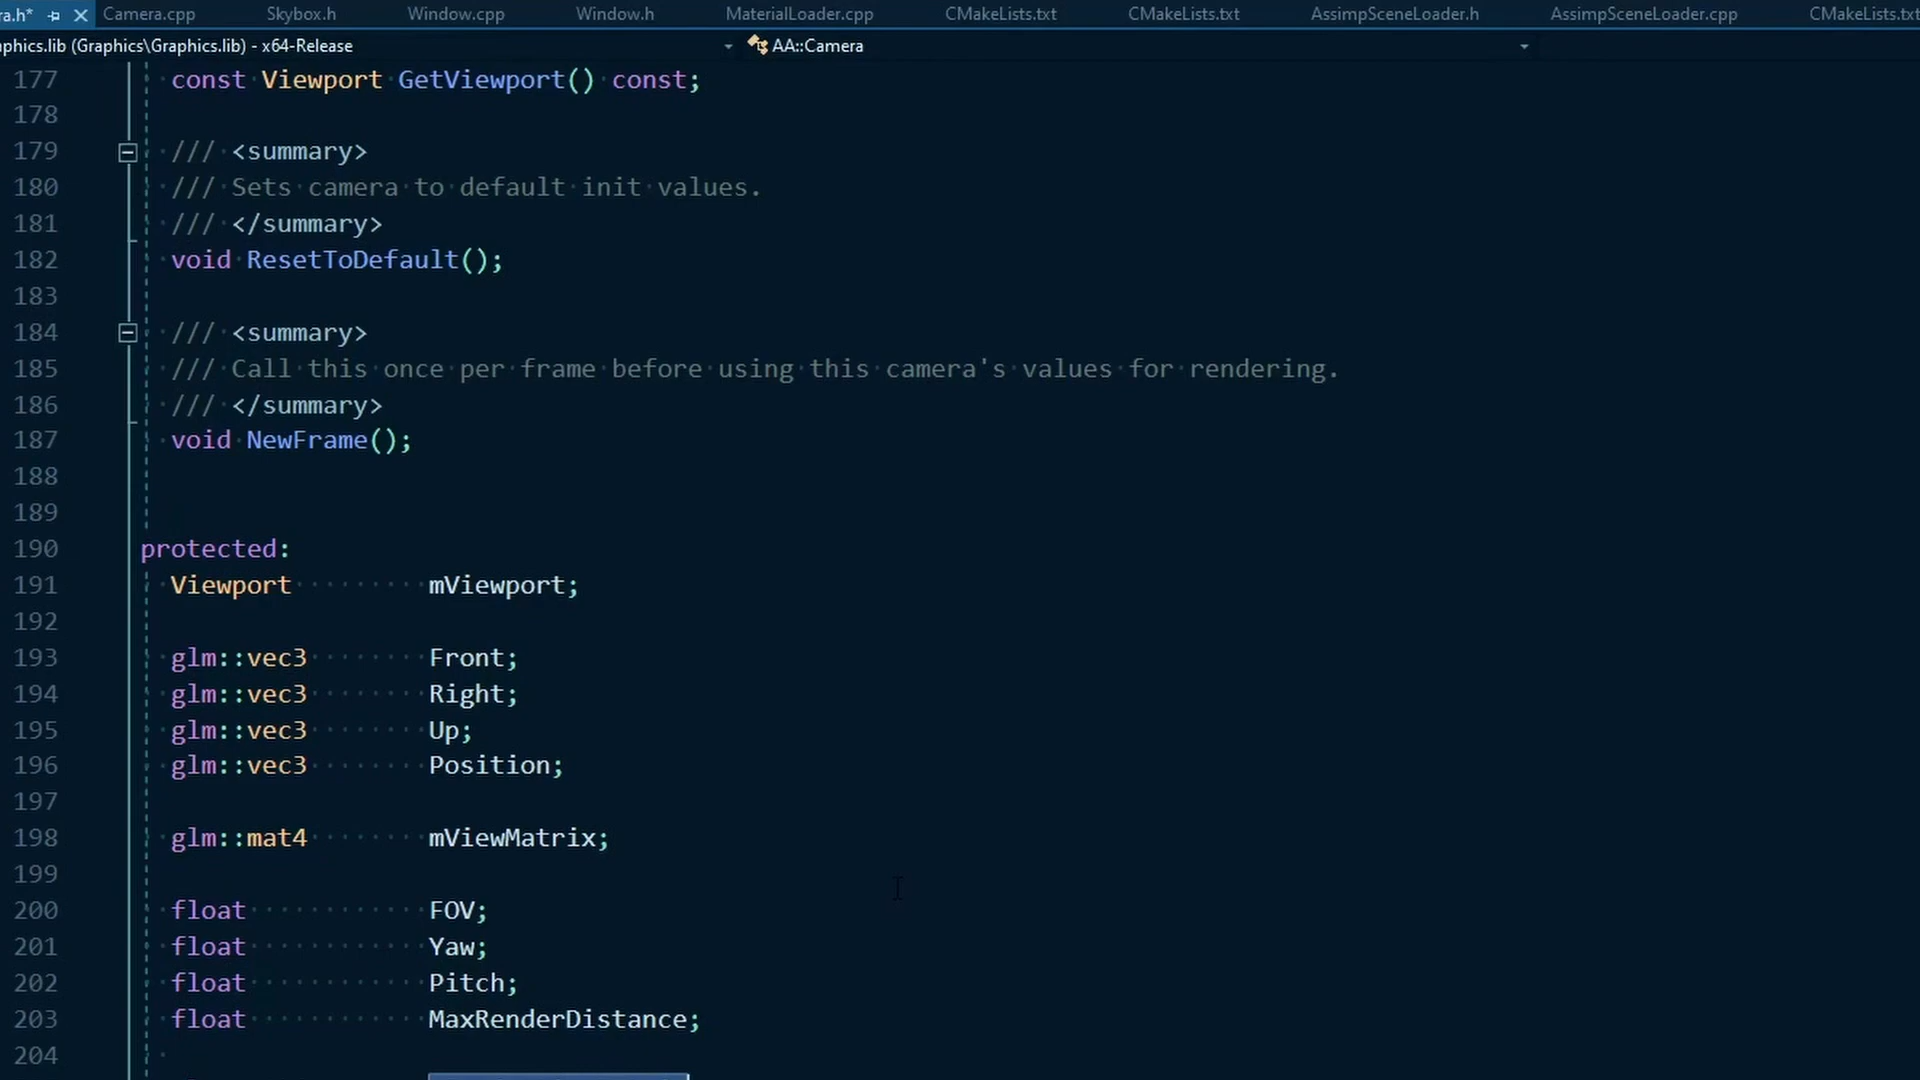 ra.h* Camera.cpp Skybox.h Window.cpp Window.h MaterialLoader.cpp CMakeLists.txt CMakeLists.txt AssimpSceneLoader.h AssimpSceneLoader.cpp CMakeLists.txt
phics.lib (Graphics\Graphics.lib) - x64-Release AA::Camera
177 const Viewport GetViewport() const;
178
179 /// <summary>
180 /// Sets camera to default init values.
181 /// </summary>
182 void ResetToDefault();
183
184 /// <summary>
185 /// Call this once per frame before using this camera's values for rendering.
186 /// </summary>
187 void NewFrame();
188
189
190 protected:
191 Viewport mViewport;
192
193 glm::vec3 Front;
194 glm::vec3 Right;
195 glm::vec3 Up;
196 glm::vec3 Position;
197
198 glm::mat4 mViewMatrix;
199
200 float FOV;
201 float Yaw;
202 float Pitch;
203 float MaxRenderDistance;
204